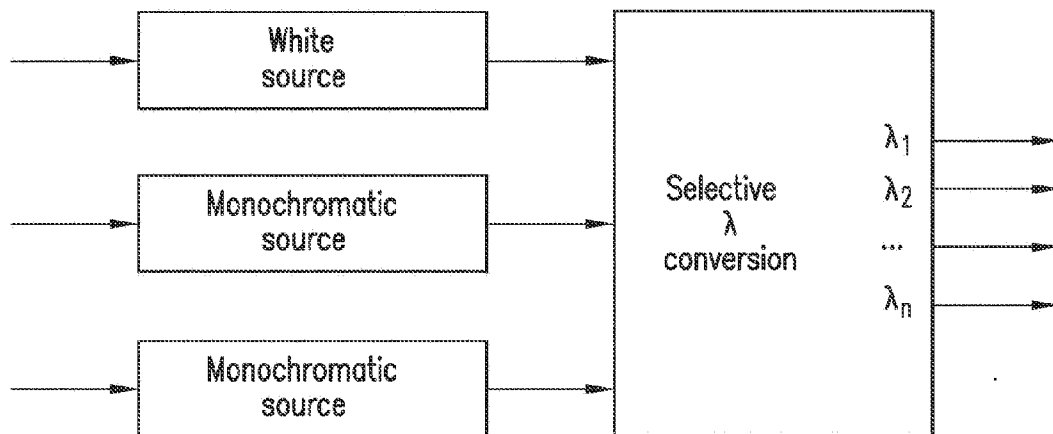 White
source
Monochromatic
source
Monochromatic
source
Selective
λ
conversion
λ1
λ2
...
λn